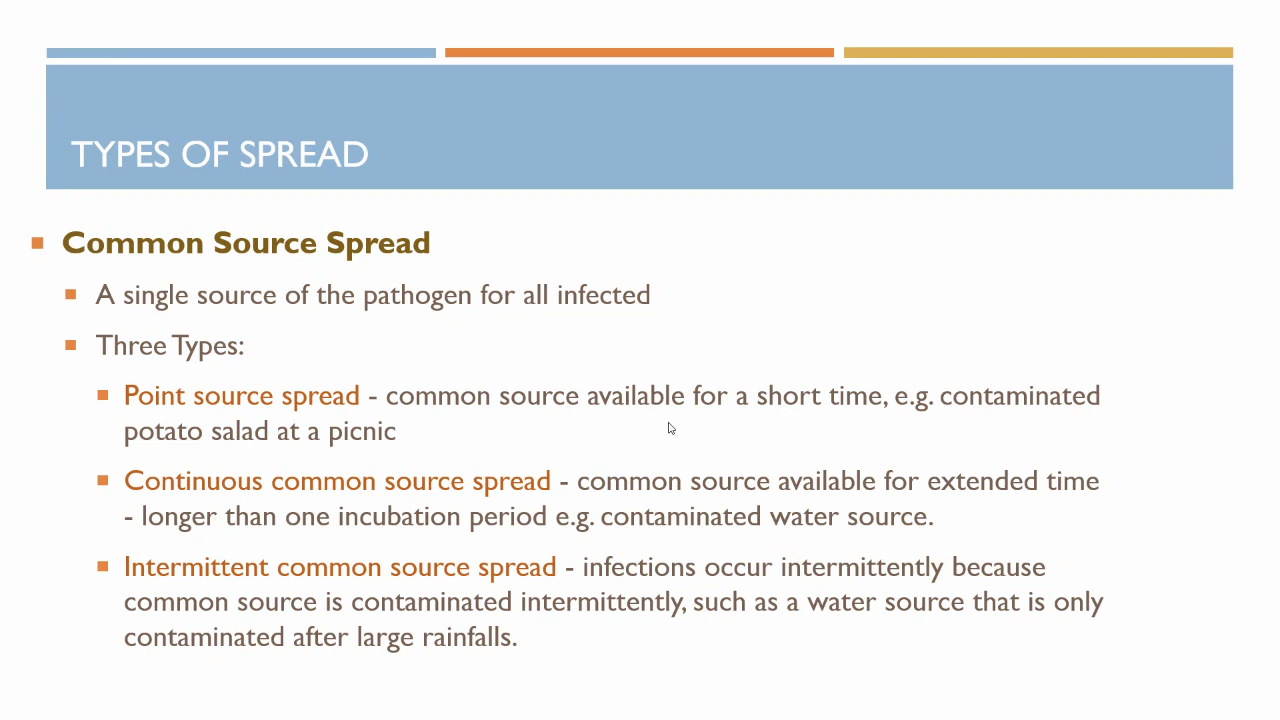 TYPES OF SPREAD
Common Source Spread
A single source of the pathogen for all infected
Three Types:
Point source spread - common source available for a short time, e.g. contaminated
potato salad at a picnic
Continuous common source spread - common source available for extended time
- longer than one incubation period e.g. contaminated water source.
Intermittent common source spread - infections occur intermittently because
common source is contaminated intermittently, such as a water source that is only
contaminated after large rainfalls.